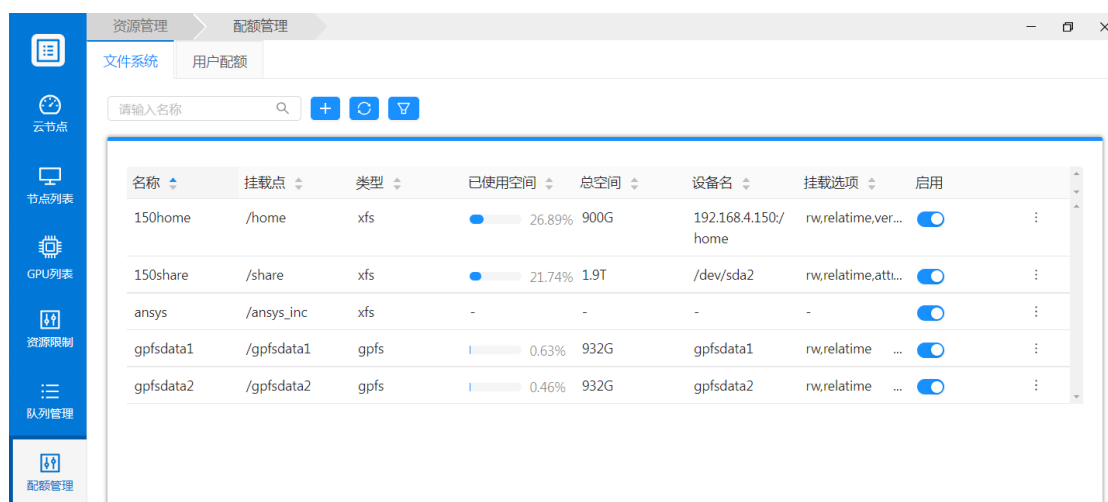 资源管理 配额管理
文件系统 用户配额
请输入名称
云节点
节点列表
GPU列表
资源限制
队列管理
配额管理
名称 挂载点 类型 已使用空间 总空间 设备名 挂载选项 启用
150home /home xfs 26.89% 900G 192.168.4.150:/ rw,relatime,ver...
home
150share /share xfs 21.74% 1.9T /dev/sda2 rw,relatime,attr...
ansys /ansys_inc xfs - - - -
gpfsdata1 /gpfsdata1 gpfs 0.63% 932G gpfsdata1 rw,relatime ...
gpfsdata2 /gpfsdata2 gpfs 0.46% 932G gpfsdata2 rw,relatime ...